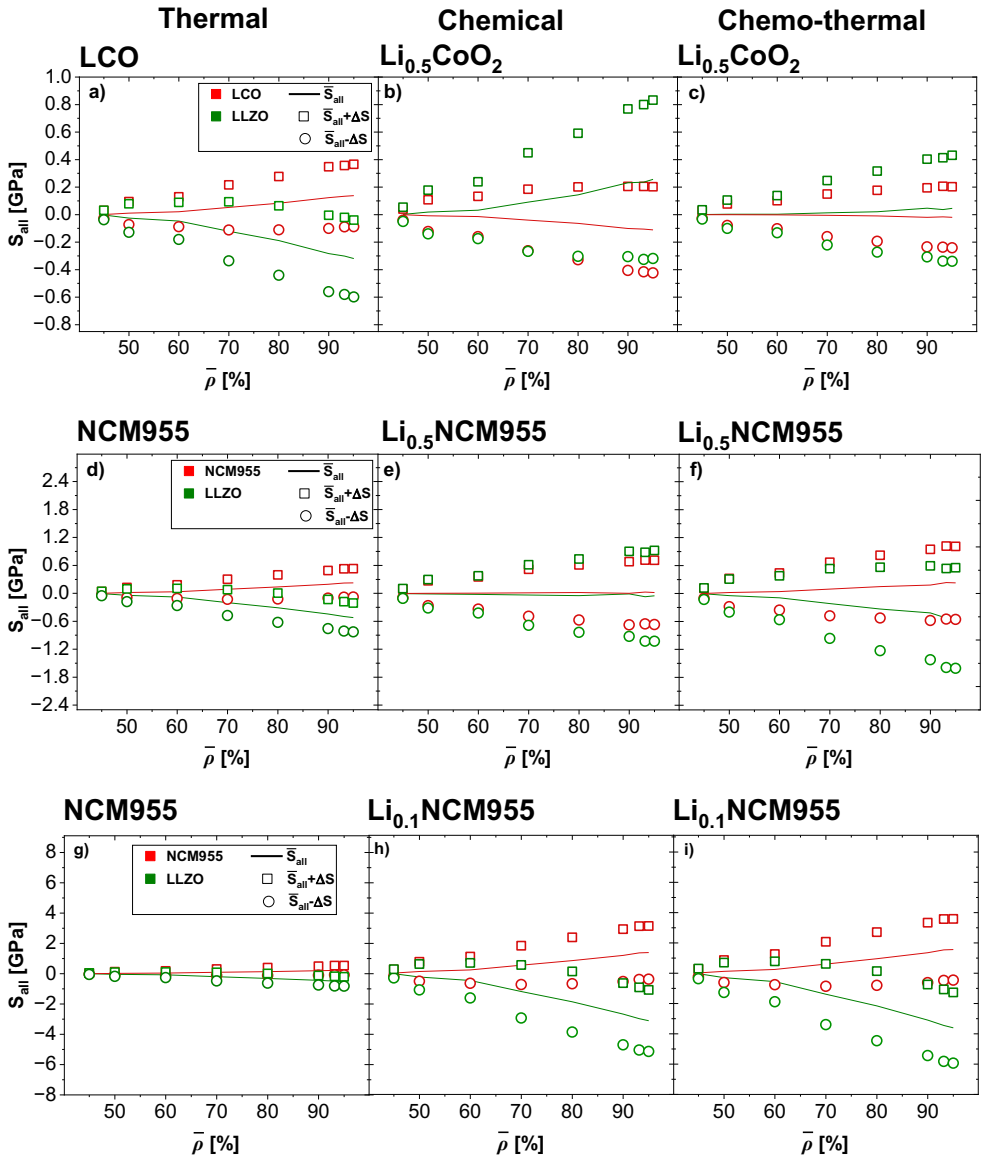 Thermal Chemical Chemo-thermal
LCO Li0.5CoO2 Li0.5CoO2
a) b) c)
LCO S̅all
LLZO S̅all+ΔS
S̅all-ΔS
Sall [GPa]
1.0
0.8
0.6
0.4
0.2
0.0
−0.2
−0.4
−0.6
−0.8
50 60 70 80 90 50 60 70 80 90 50 60 70 80 90
ρ̅ [%] ρ̅ [%] ρ̅ [%]
NCM955 Li0.5NCM955 Li0.5NCM955
d) e) f)
NCM955 S̅all
LLZO S̅all+ΔS
S̅all-ΔS
Sall [GPa]
2.4
1.8
1.2
0.6
0.0
−0.6
−1.2
−1.8
−2.4
50 60 70 80 90 50 60 70 80 90 50 60 70 80 90
ρ̅ [%] ρ̅ [%] ρ̅ [%]
NCM955 Li0.1NCM955 Li0.1NCM955
g) h) i)
NCM955 S̅all
LLZO S̅all+ΔS
S̅all-ΔS
Sall [GPa]
8
6
4
2
0
−2
−4
−6
−8
50 60 70 80 90 50 60 70 80 90 50 60 70 80 90
ρ̅ [%] ρ̅ [%] ρ̅ [%]